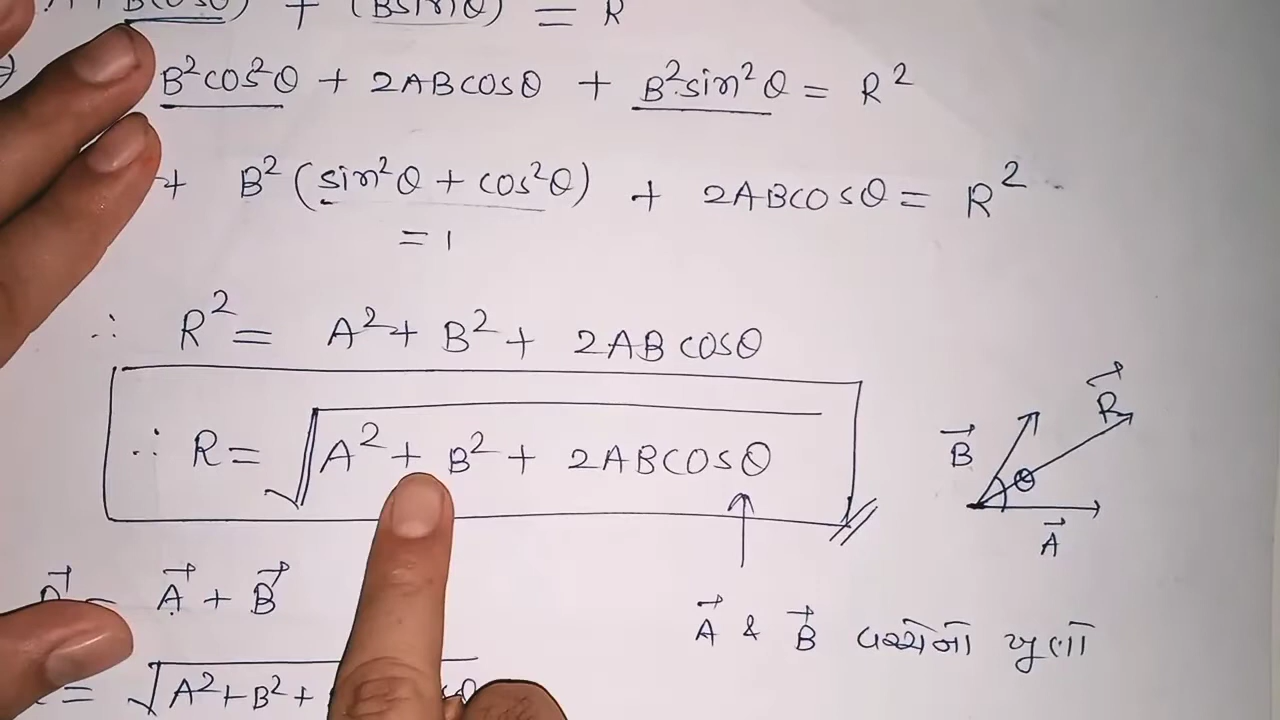 (Bsinθ) = R
B²cos²θ + 2ABcosθ + B²sin²θ = R²
+ B²(sin²θ + cos²θ) + 2ABcosθ = R²
= 1
∴ R² = A² + B² + 2ABcosθ
∴ R = √A² + B² + 2ABcosθ
B⃗ θ R⃗
A⃗
= A⃗ + B⃗
A⃗ & B⃗ વચ્ચેનો ખૂણો
= √A² + B² +